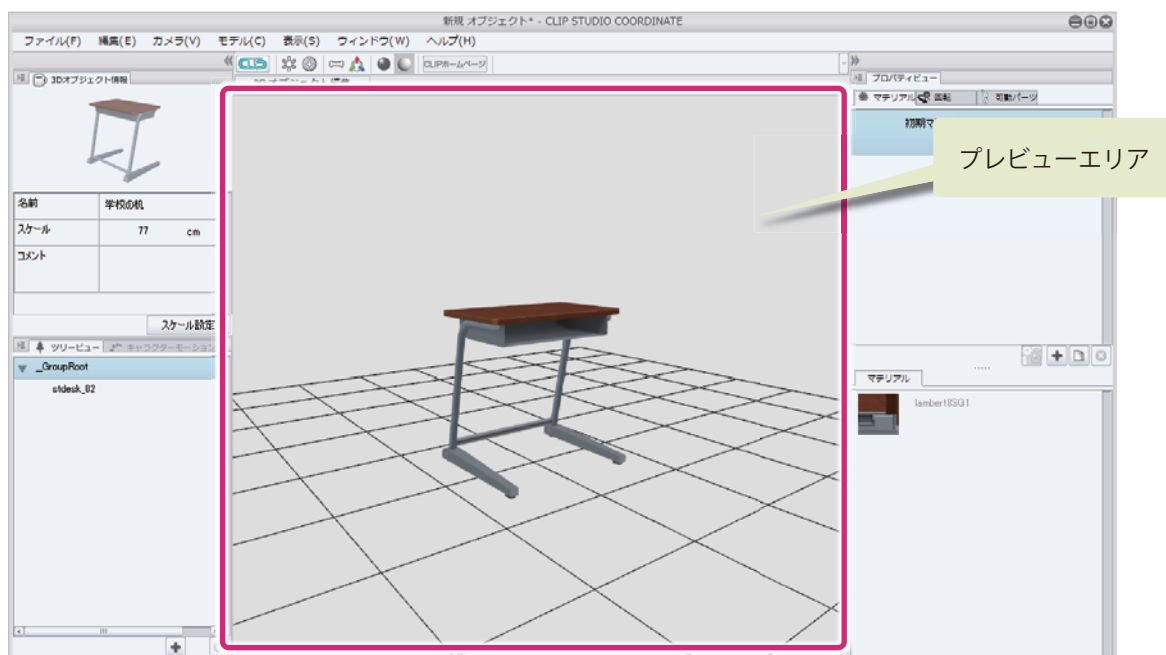 新規 オブジェクト* - CLIP STUDIO COORDINATE
ファイル(F) 編集(E) カメラ(V) モデル(C) 表示(S) ウィンドウ(W) ヘルプ(H)
CLIP CLIPホームページ
3Dオブジェクト情報
プロパティビュー
マテリアル 回転 可動パーツ
初期マ
プレビューエリア
名前 学校の机
スケール 77 cm
コメント
スケール設定
ツリービュー キャラクターモーション
_GroupRoot
stdesk_02
マテリアル
lambert8SG1